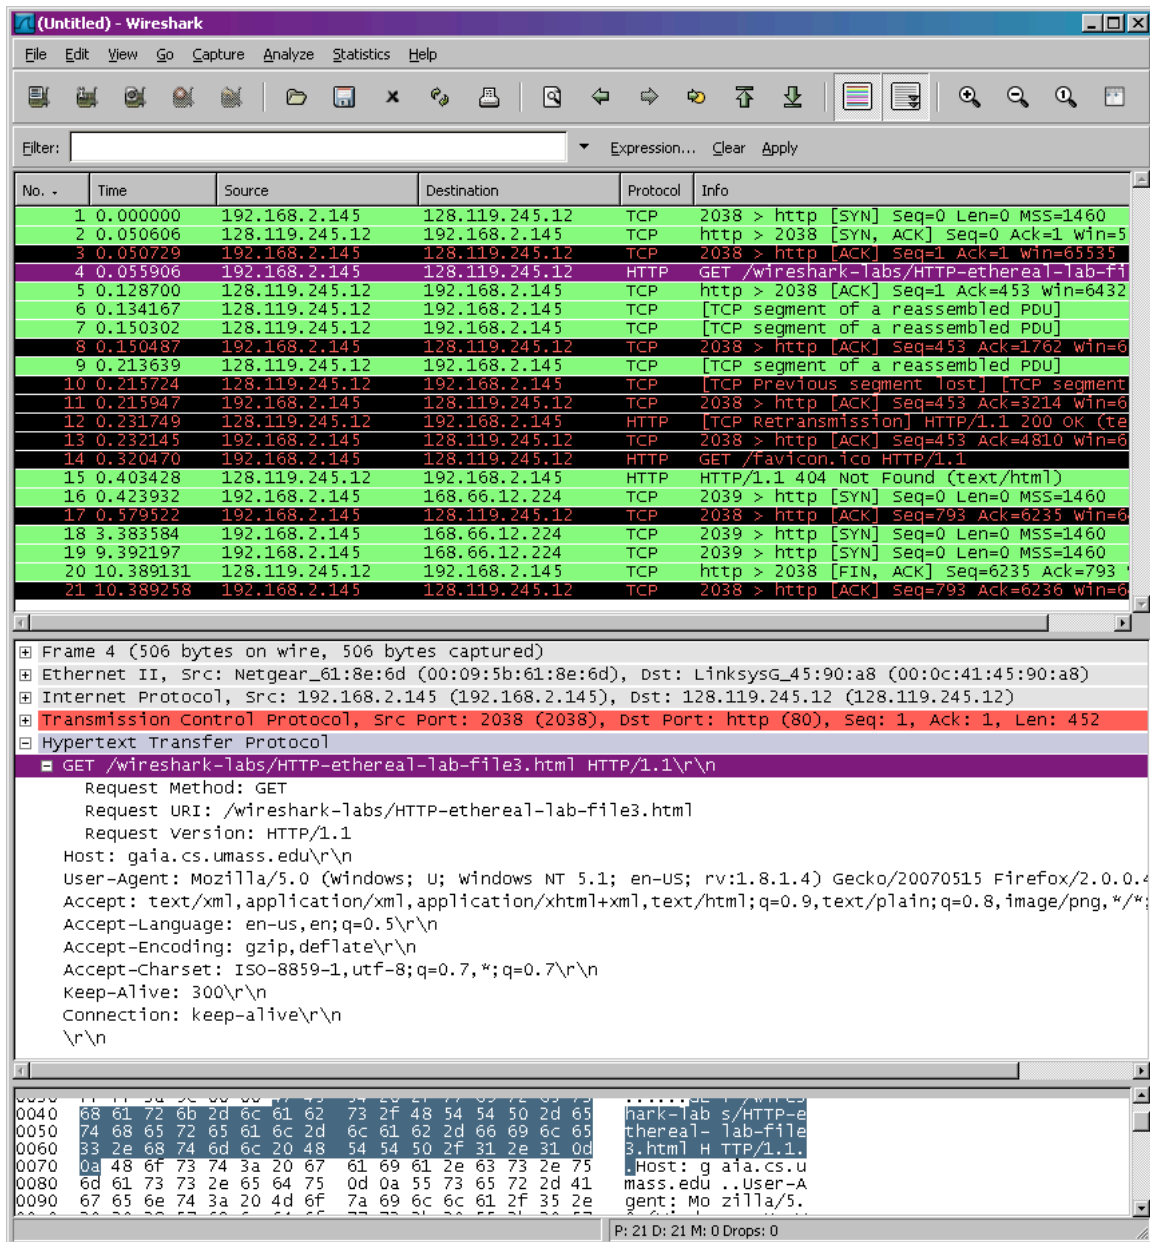 (Untitled) - Wireshark
File Edit View Go Capture Analyze Statistics Help
Filter: Expression... Clear Apply
No. Time Source Destination Protocol Info
1 0.000000 192.168.2.145 128.119.245.12 TCP 2038 > http [SYN] Seq=0 Len=0 MSS=1460
2 0.050606 128.119.245.12 192.168.2.145 TCP http > 2038 [SYN, ACK] Seq=0 Ack=1 Win=5
3 0.050729 192.168.2.145 128.119.245.12 TCP 2038 > http [ACK] Seq=1 Ack=1 Win=65535
4 0.055906 192.168.2.145 128.119.245.12 HTTP GET /wireshark-labs/HTTP-ethereal-lab-fi
5 0.128700 128.119.245.12 192.168.2.145 TCP http > 2038 [ACK] Seq=1 Ack=453 Win=6432
6 0.134167 128.119.245.12 192.168.2.145 TCP [TCP segment of a reassembled PDU]
7 0.150302 128.119.245.12 192.168.2.145 TCP [TCP segment of a reassembled PDU]
8 0.150487 192.168.2.145 128.119.245.12 TCP 2038 > http [ACK] Seq=453 Ack=1762 Win=6
9 0.213639 128.119.245.12 192.168.2.145 TCP [TCP segment of a reassembled PDU]
10 0.215724 128.119.245.12 192.168.2.145 TCP [TCP Previous segment lost] [TCP segment
11 0.215947 192.168.2.145 128.119.245.12 TCP 2038 > http [ACK] Seq=453 Ack=3214 Win=6
12 0.231749 128.119.245.12 192.168.2.145 HTTP [TCP Retransmission] HTTP/1.1 200 OK (te
13 0.232145 192.168.2.145 128.119.245.12 TCP 2038 > http [ACK] Seq=453 Ack=4810 Win=6
14 0.320470 192.168.2.145 128.119.245.12 HTTP GET /favicon.ico HTTP/1.1
15 0.403428 128.119.245.12 192.168.2.145 HTTP HTTP/1.1 404 Not Found (text/html)
16 0.423932 192.168.2.145 168.66.12.224 TCP 2039 > http [SYN] Seq=0 Len=0 MSS=1460
17 0.579522 192.168.2.145 128.119.245.12 TCP 2038 > http [ACK] Seq=793 Ack=6235 Win=6
18 3.383584 192.168.2.145 168.66.12.224 TCP 2039 > http [SYN] Seq=0 Len=0 MSS=1460
19 9.392197 192.168.2.145 168.66.12.224 TCP 2039 > http [SYN] Seq=0 Len=0 MSS=1460
20 10.389131 128.119.245.12 192.168.2.145 TCP http > 2038 [FIN, ACK] Seq=6235 Ack=793
21 10.389258 192.168.2.145 128.119.245.12 TCP 2038 > http [ACK] Seq=793 Ack=6236 Win=6
Frame 4 (506 bytes on wire, 506 bytes captured)
Ethernet II, Src: Netgear_61:8e:6d (00:09:5b:61:8e:6d), Dst: LinksysG_45:90:a8 (00:0c:41:45:90:a8)
Internet Protocol, Src: 192.168.2.145 (192.168.2.145), Dst: 128.119.245.12 (128.119.245.12)
Transmission Control Protocol, Src Port: 2038 (2038), Dst Port: http (80), Seq: 1, Ack: 1, Len: 452
Hypertext Transfer Protocol
GET /wireshark-labs/HTTP-ethereal-lab-file3.html HTTP/1.1\r\n
Request Method: GET
Request URI: /wireshark-labs/HTTP-ethereal-lab-file3.html
Request Version: HTTP/1.1
Host: gaia.cs.umass.edu\r\n
User-Agent: Mozilla/5.0 (Windows; U; Windows NT 5.1; en-US; rv:1.8.1.4) Gecko/20070515 Firefox/2.0.0.4
Accept: text/xml,application/xml,application/xhtml+xml,text/html;q=0.9,text/plain;q=0.8,image/png,*/*;
Accept-Language: en-us,en;q=0.5\r\n
Accept-Encoding: gzip,deflate\r\n
Accept-Charset: ISO-8859-1,utf-8;q=0.7,*;q=0.7\r\n
Keep-Alive: 300\r\n
Connection: keep-alive\r\n
\r\n
0040 68 61 72 6b 2d 6c 61 62 73 2f 48 54 54 50 2d 65 hark-lab s/HTTP-e
0050 74 68 65 72 65 61 6c 2d 6c 61 62 2d 66 69 6c 65 thereal- lab-file
0060 33 2e 68 74 6d 6c 20 48 54 54 50 2f 31 2e 31 0d 3.html H TTP/1.1.
0070 0a 48 6f 73 74 3a 20 67 61 69 61 2e 63 73 2e 75 .Host: g aia.cs.u
0080 6d 61 73 73 2e 65 64 75 0d 0a 55 73 65 72 2d 41 mass.edu ..User-A
0090 67 65 6e 74 3a 20 4d 6f 7a 69 6c 6c 61 2f 35 2e gent: Mo zilla/5.
P: 21 D: 21 M: 0 Drops: 0